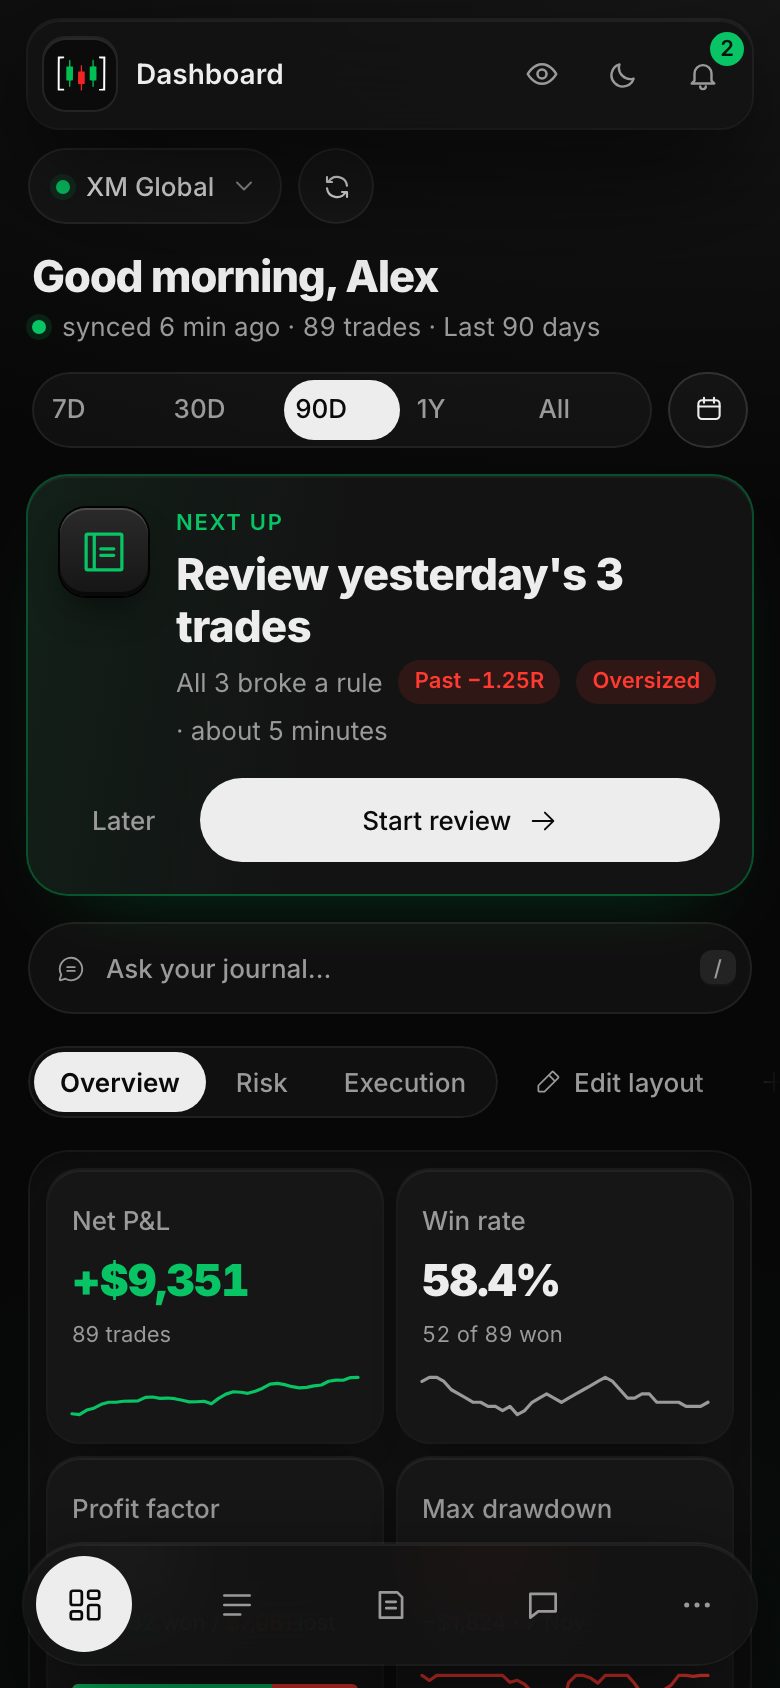 Dashboard
2
XM Global
Good morning, Alex
synced 6 min ago · 89 trades · Last 90 days
7D 30D 90D 1Y All
NEXT UP
Review yesterday's 3
trades
All 3 broke a rule Past −1.25R Oversized
· about 5 minutes
Later Start review →
Ask your journal... /
Overview Risk Execution Edit layout
Net P&L Win rate
+$9,351 58.4%
89 trades 52 of 89 won
Profit factor Max drawdown